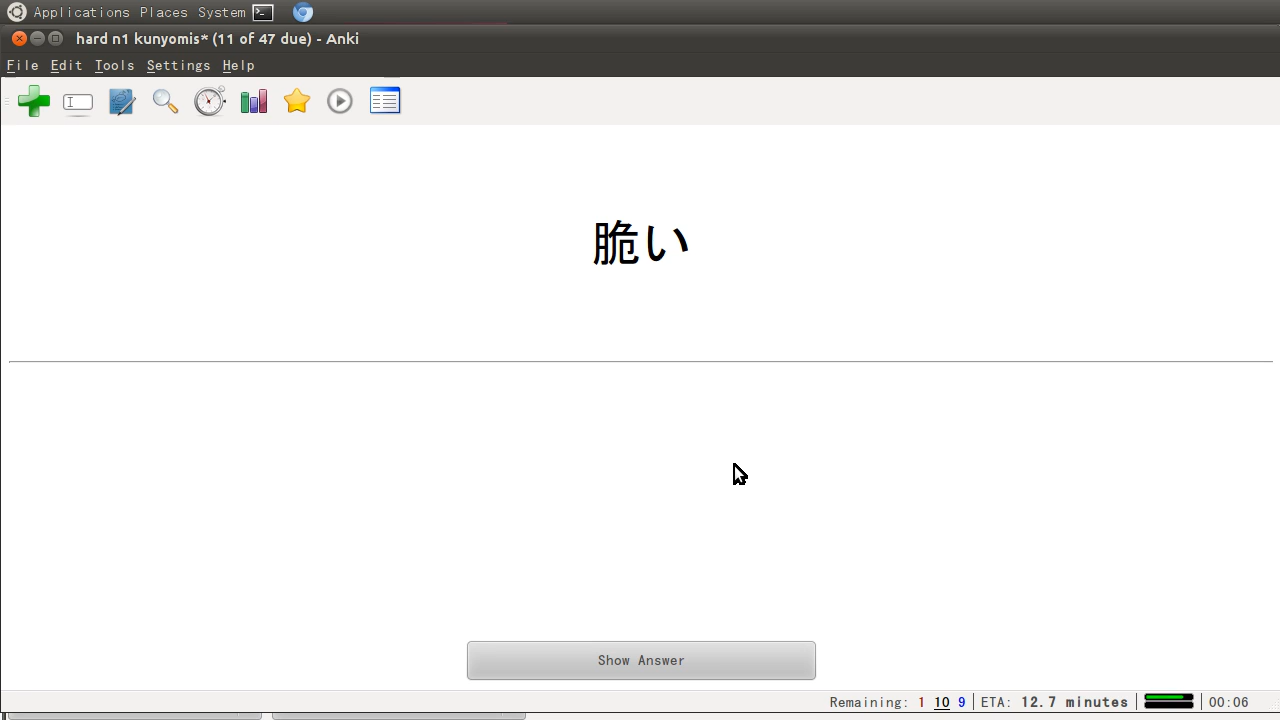 Applications Places System
hard n1 kunyomis* (11 of 47 due) - Anki
File Edit Tools Settings Help
脆い
Show Answer
Remaining: 1 10 9 ETA: 12.7 minutes 00:06